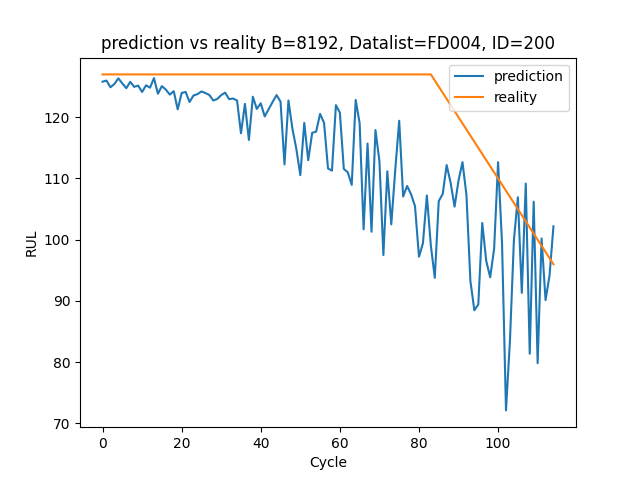 prediction vs reality B=8192, Datalist=FD004, ID=200
prediction
reality
120
110
100
90
80
70
RUL
0 20 40 60 80 100
Cycle